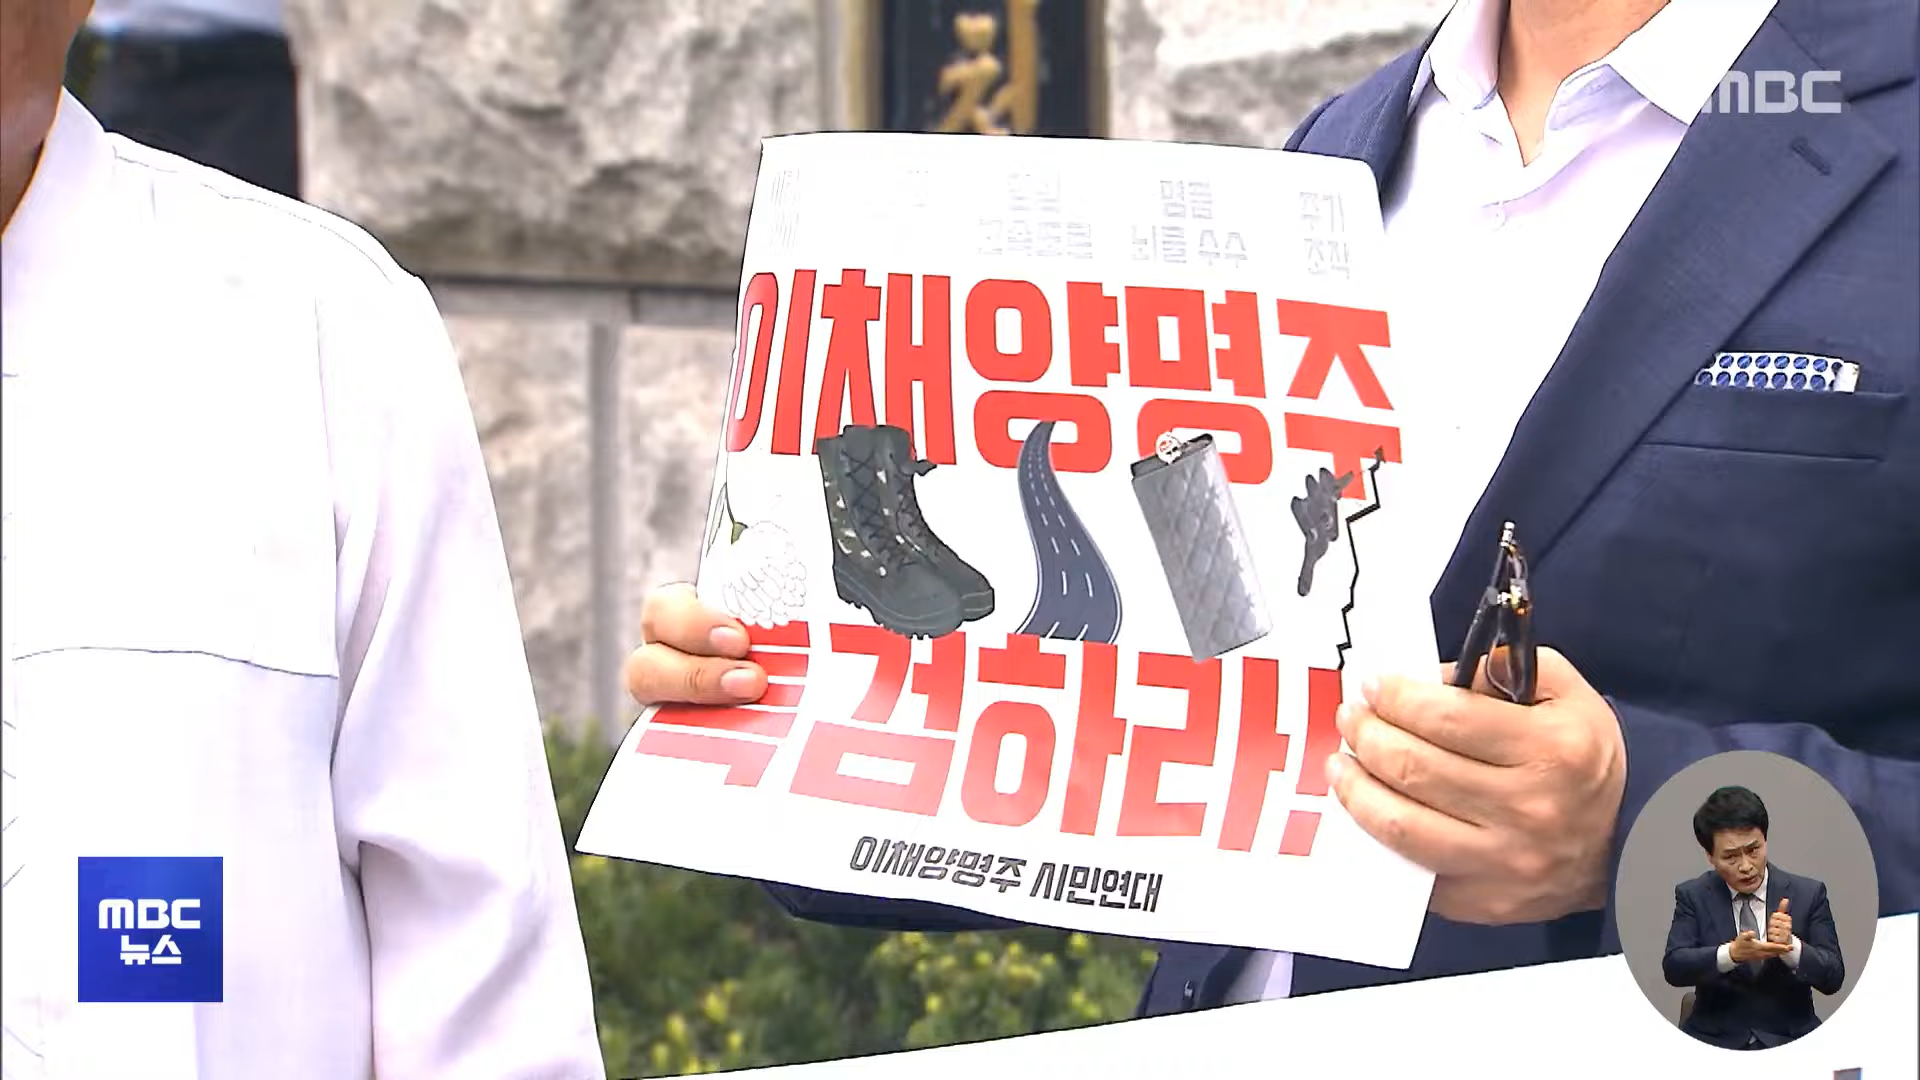 MBC
명품 주가
뇌물 수수 조작
이채양명주
특검하라!
이채양명주 시민연대
MBC
뉴스